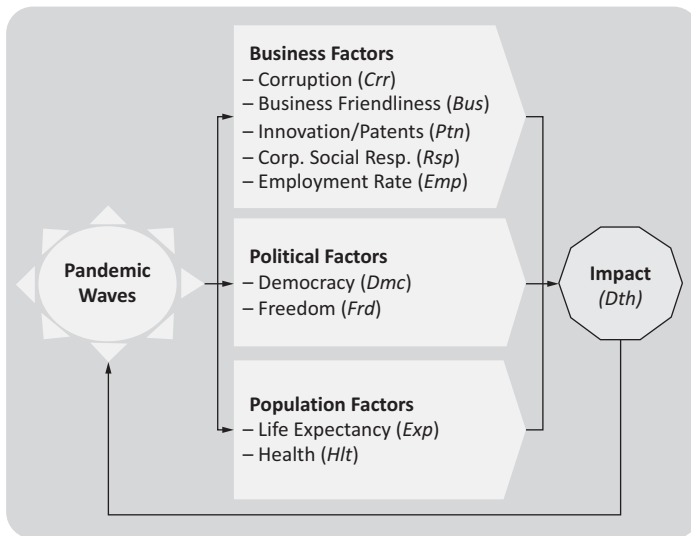 Business Factors
– Corruption (Crr)
– Business Friendliness (Bus)
– Innovation/Patents (Ptn)
– Corp. Social Resp. (Rsp)
– Employment Rate (Emp)
Pandemic
Waves
Political Factors
– Democracy (Dmc)
– Freedom (Frd)
Impact
(Dth)
Population Factors
– Life Expectancy (Exp)
– Health (Hlt)